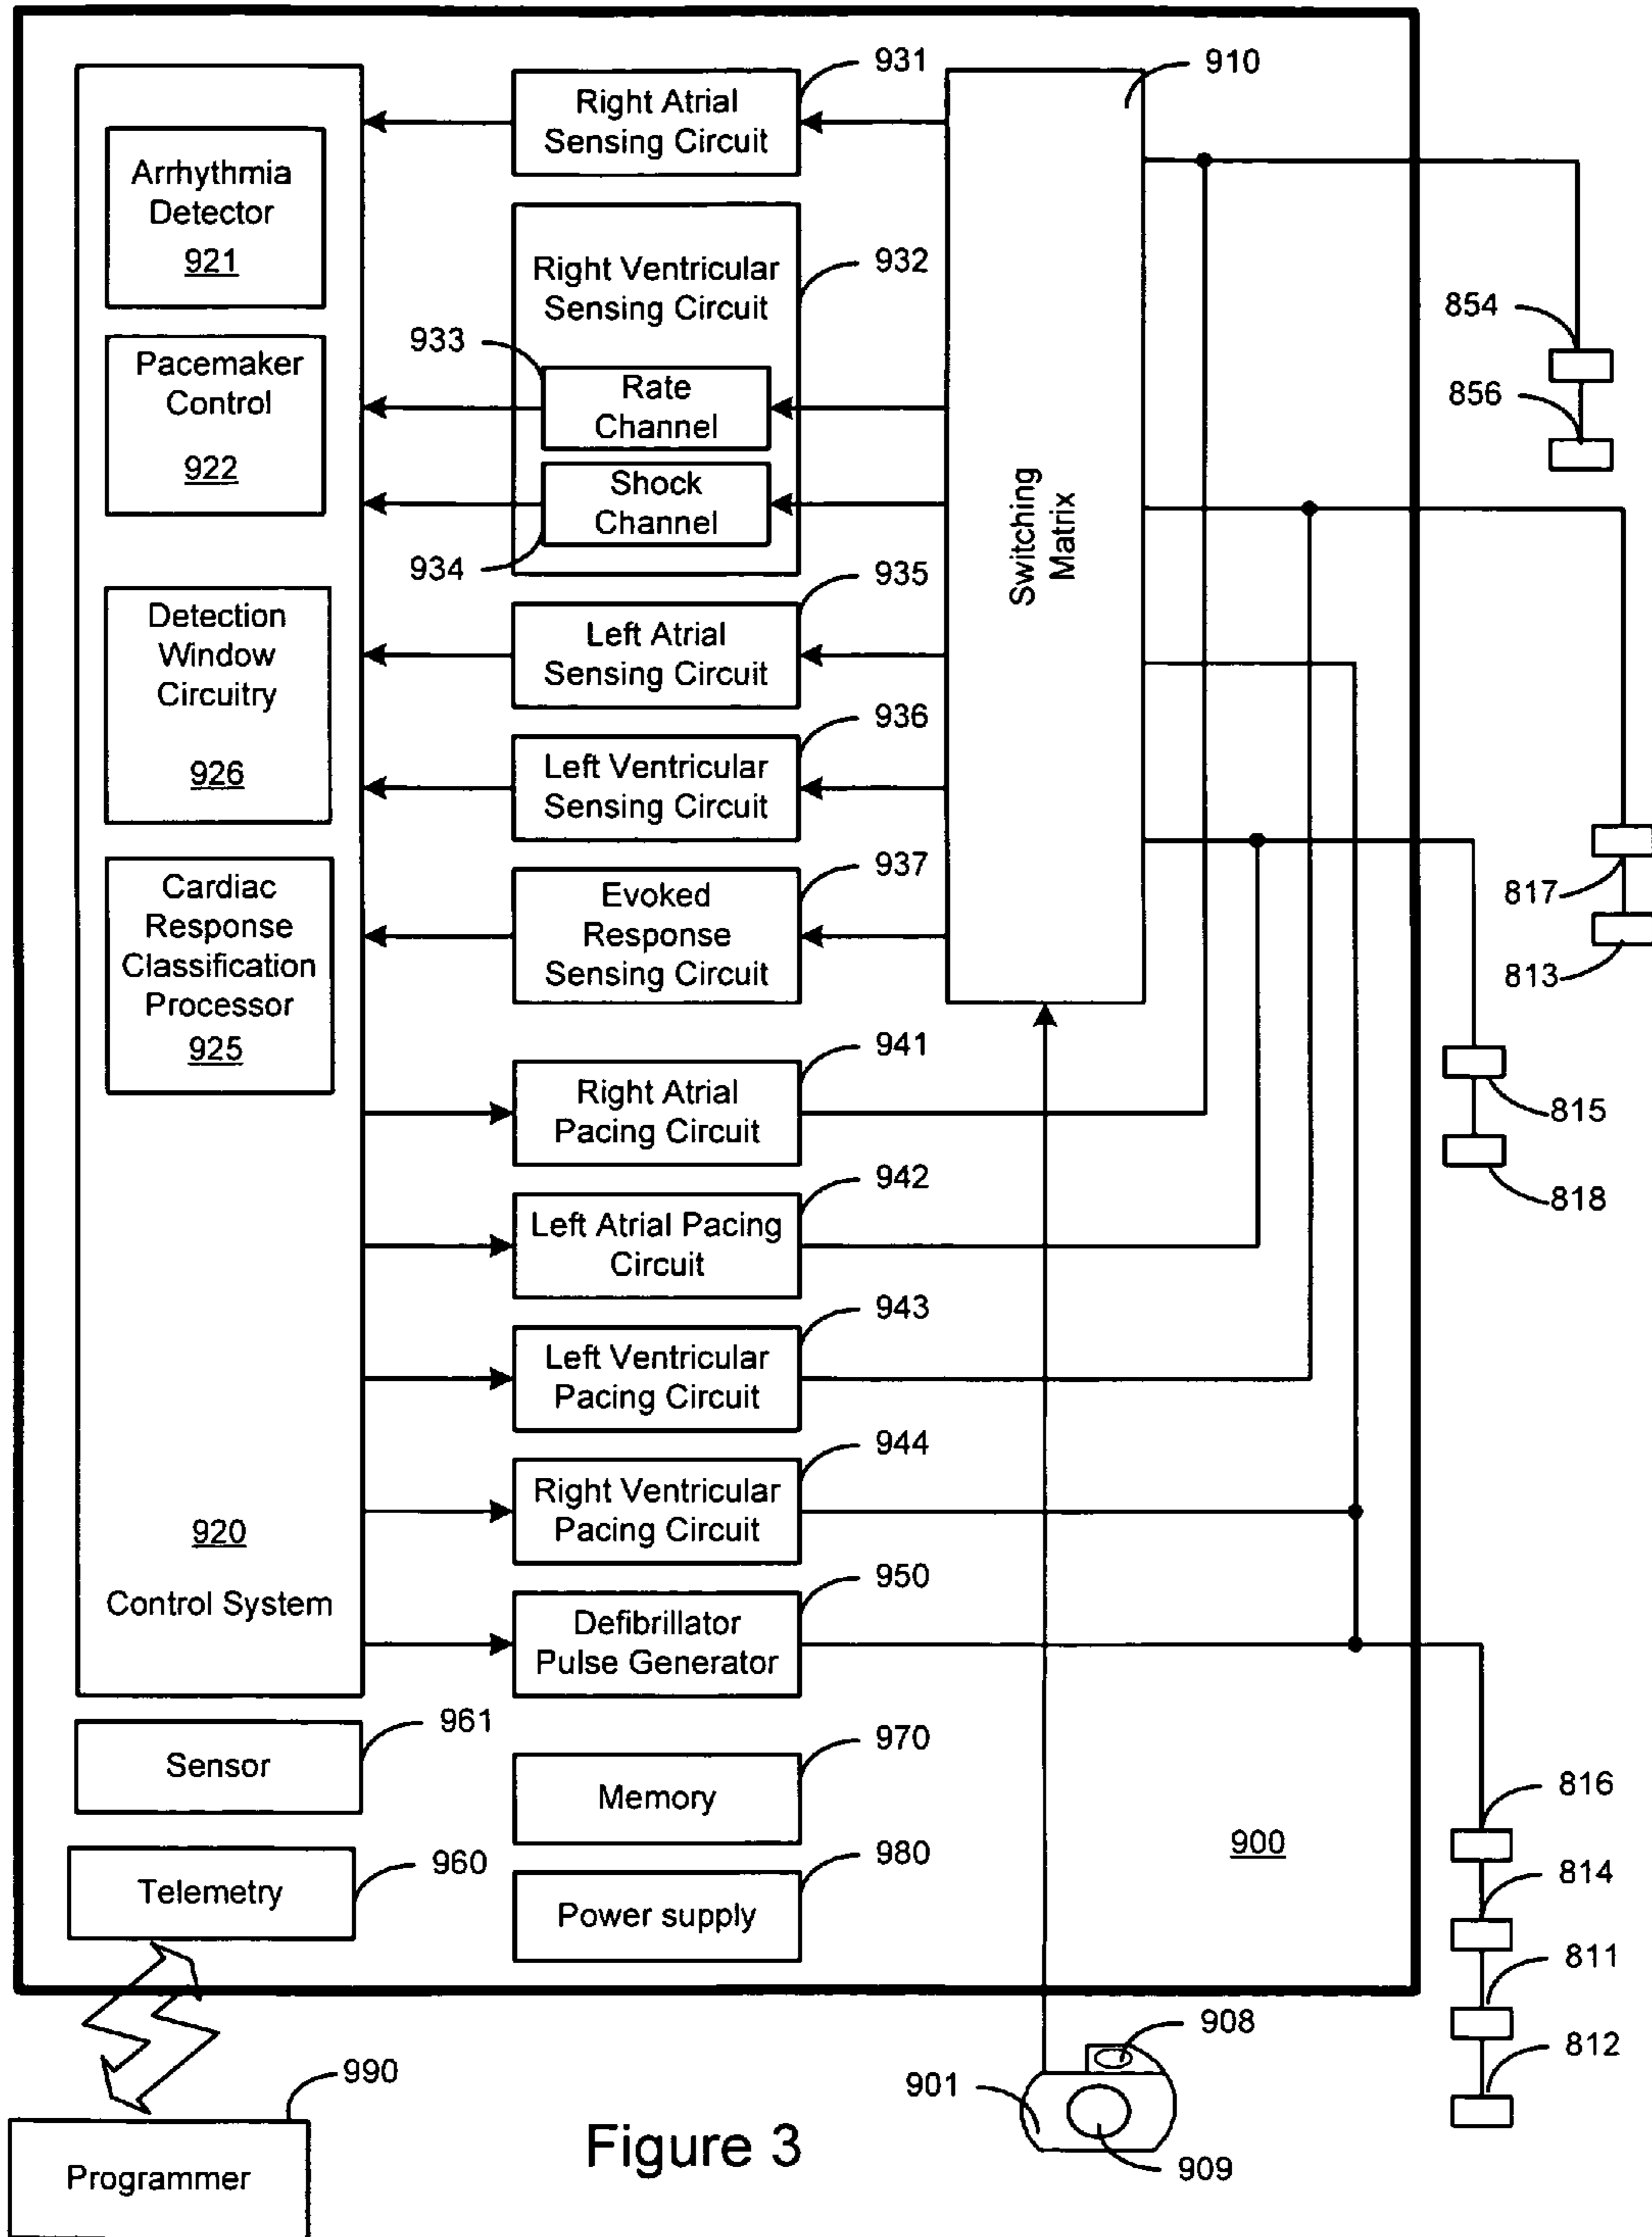 931
910
Right Atrial
Sensing Circuit
Arrhythmia
Detector
921
Right Ventricular
Sensing Circuit
932
854
933
Pacemaker
Control
922
Rate
Channel
856
Shock
Channel
934
Switching
Matrix
935
Detection
Window
Circuitry
926
Left Atrial
Sensing Circuit
936
Left Ventricular
Sensing Circuit
937
817
813
Cardiac
Response
Classification
Processor
925
Evoked
Response
Sensing Circuit
941
Right Atrial
Pacing Circuit
815
942
818
Left Atrial Pacing
Circuit
943
Left Ventricular
Pacing Circuit
944
Right Ventricular
Pacing Circuit
920
Control System
950
Defibrillator
Pulse Generator
961
Sensor
970
Memory
816
900
960
Telemetry
980
Power supply
814
811
908
812
990
901
909
Programmer
Figure 3